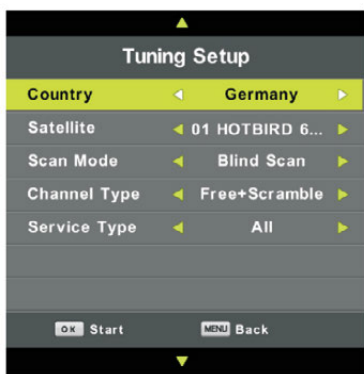 Tuning Setup
Country Germany
Satellite 01 HOTBIRD 6...
Scan Mode Blind Scan
Channel Type Free+Scramble
Service Type All
OK Start MENU Back